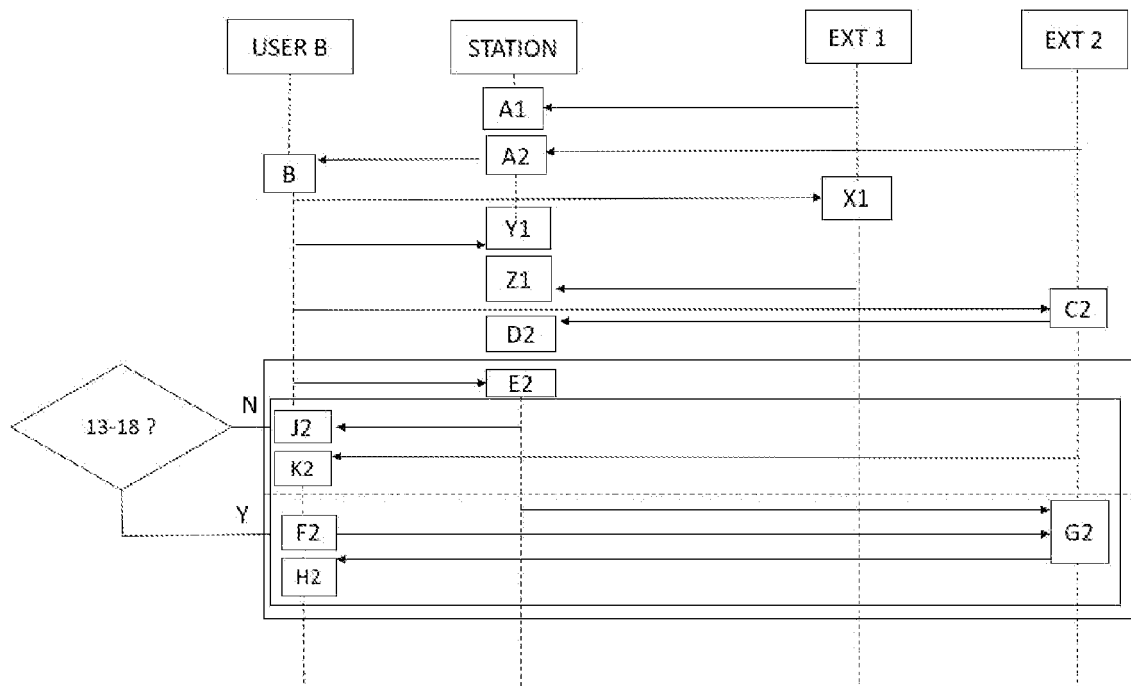 USER B
STATION
EXT 1
EXT 2
A1
A2
B
X1
Y1
Z1
C2
D2
E2
13-18 ?
N
J2
K2
Y
F2
G2
H2